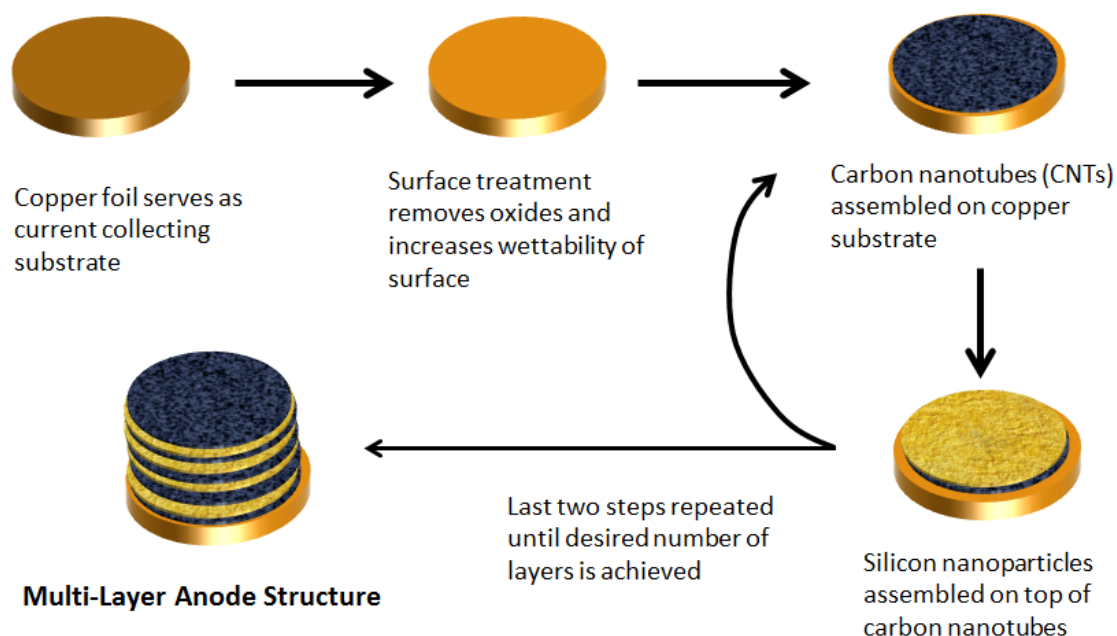 Copper foil serves as
current collecting
substrate
Surface treatment
removes oxides and
increases wettability of
surface
Carbon nanotubes (CNTs)
assembled on copper
substrate
Silicon nanoparticles
assembled on top of
carbon nanotubes
Last two steps repeated
until desired number of
layers is achieved
Multi-Layer Anode Structure